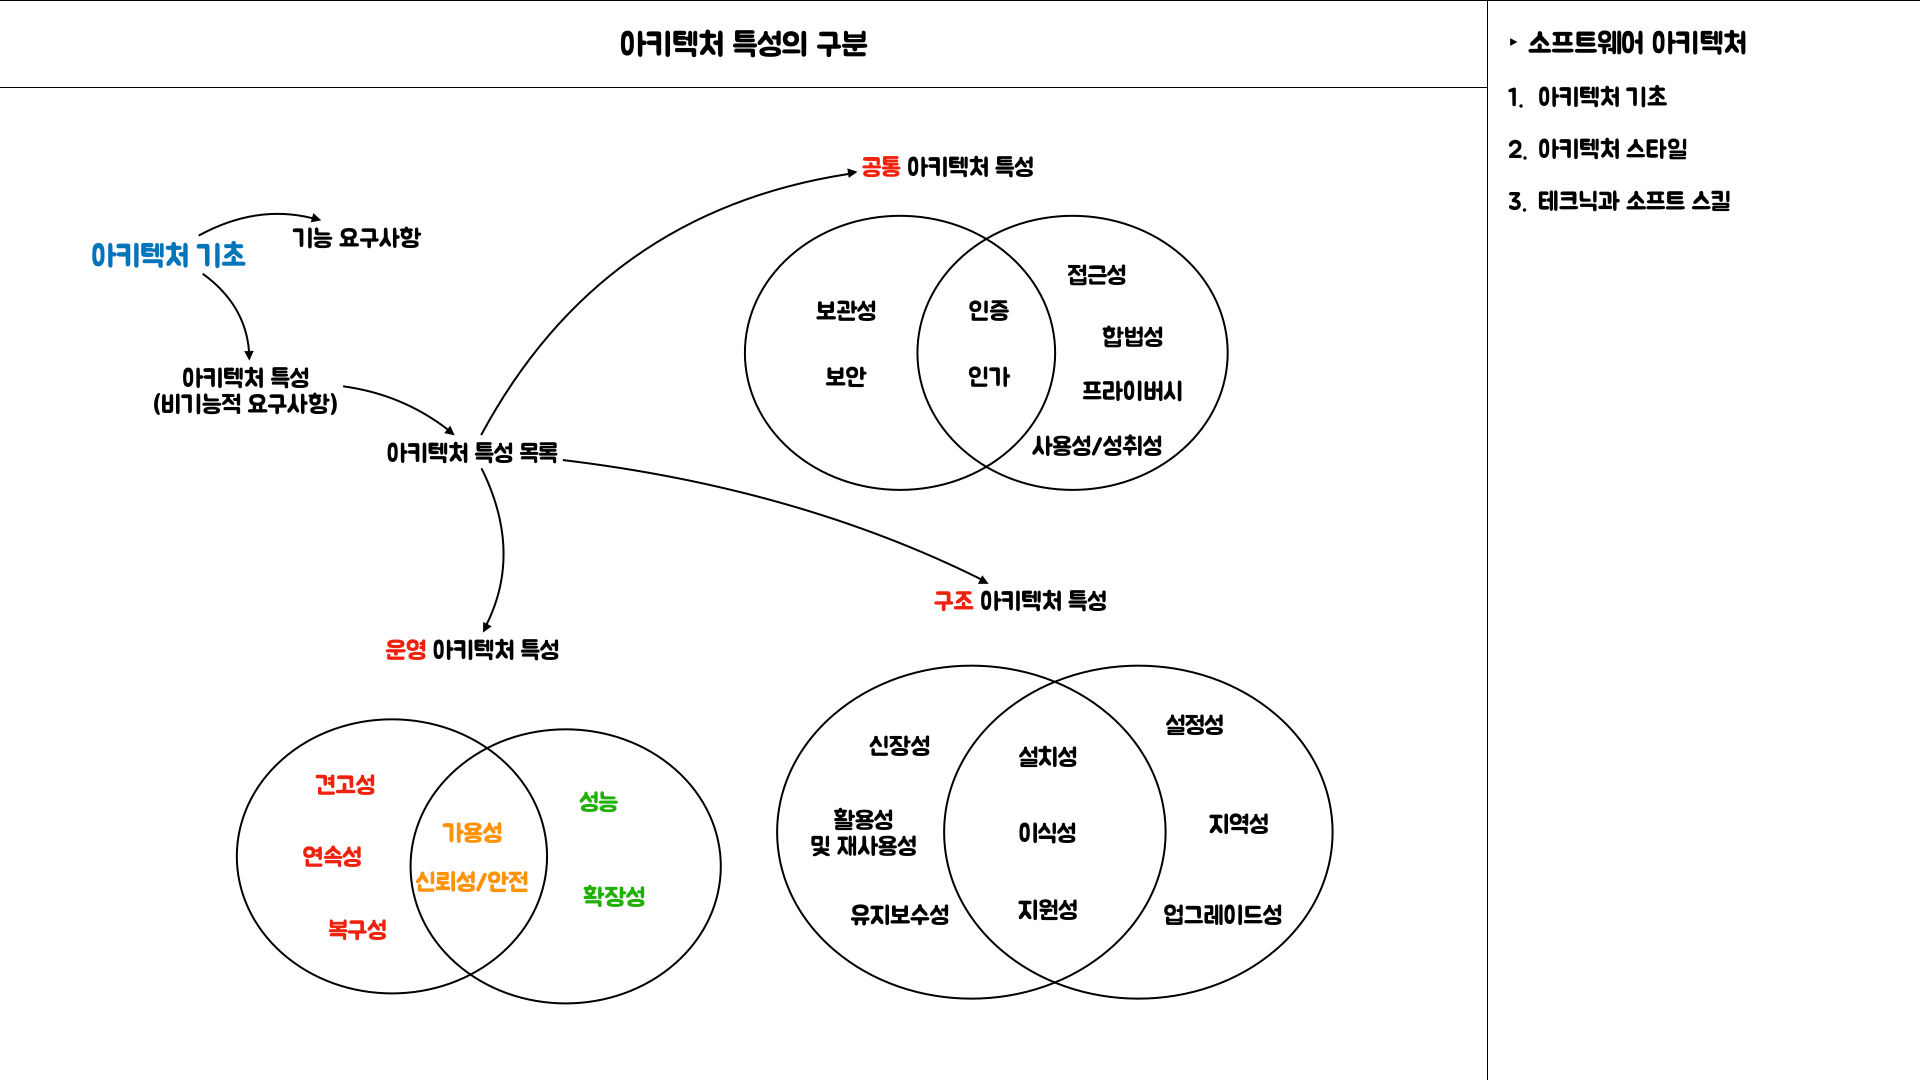 아키텍처 특성의 구분
▸ 소프트웨어 아키텍처
1. 아키텍처 기초
2. 아키텍처 스타일
3. 테크닉과 소프트 스킬
아키텍처 기초
기능 요구사항
아키텍처 특성
(비기능적 요구사항)
아키텍처 특성 목록
공통 아키텍처 특성
보관성
보안
인증
인가
접근성
합법성
프라이버시
사용성/성취성
운영 아키텍처 특성
견고성
연속성
복구성
가용성
신뢰성/안전
성능
확장성
구조 아키텍처 특성
신장성
활용성
및 재사용성
유지보수성
설치성
이식성
지원성
설정성
지역성
업그레이드성